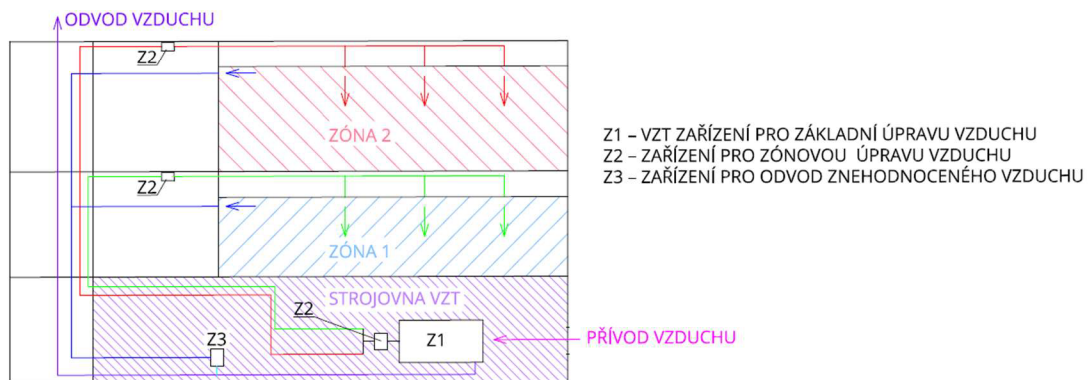 ODVOD VZDUCHU
Z2
ZÓNA 2
Z1 – VZT ZAŘÍZENÍ PRO ZÁKLADNÍ ÚPRAVU VZDUCHU
Z2 – ZAŘÍZENÍ PRO ZÓNOVOU ÚPRAVU VZDUCHU
Z3 – ZAŘÍZENÍ PRO ODVOD ZNEHODNOCENÉHO VZDUCHU
Z2
ZÓNA 1
STROJOVNA VZT
Z2
Z3
Z1
PŘÍVOD VZDUCHU